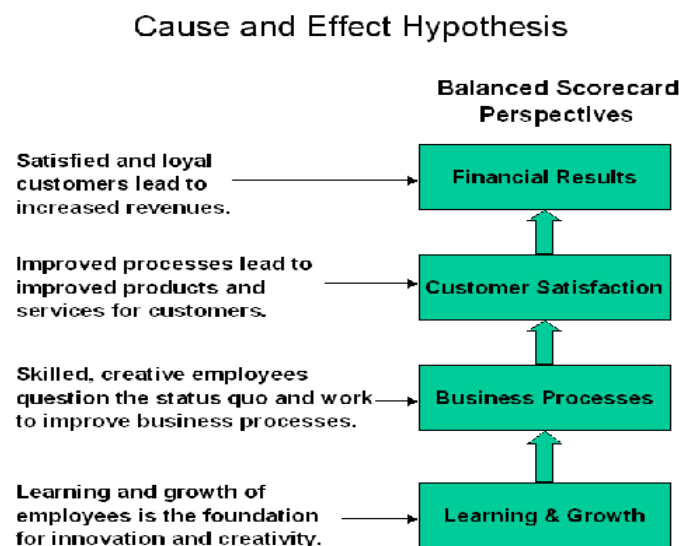 Cause and Effect Hypothesis
Balanced Scorecard
Perspectives
Satisfied and loyal
customers lead to
increased revenues.
Financial Results
Improved processes lead to
improved products and
services for customers.
Customer Satisfaction
Skilled, creative employees
question the status quo and work
to improve business processes.
Business Processes
Learning and growth of
employees is the foundation
for innovation and creativity.
Learning & Growth